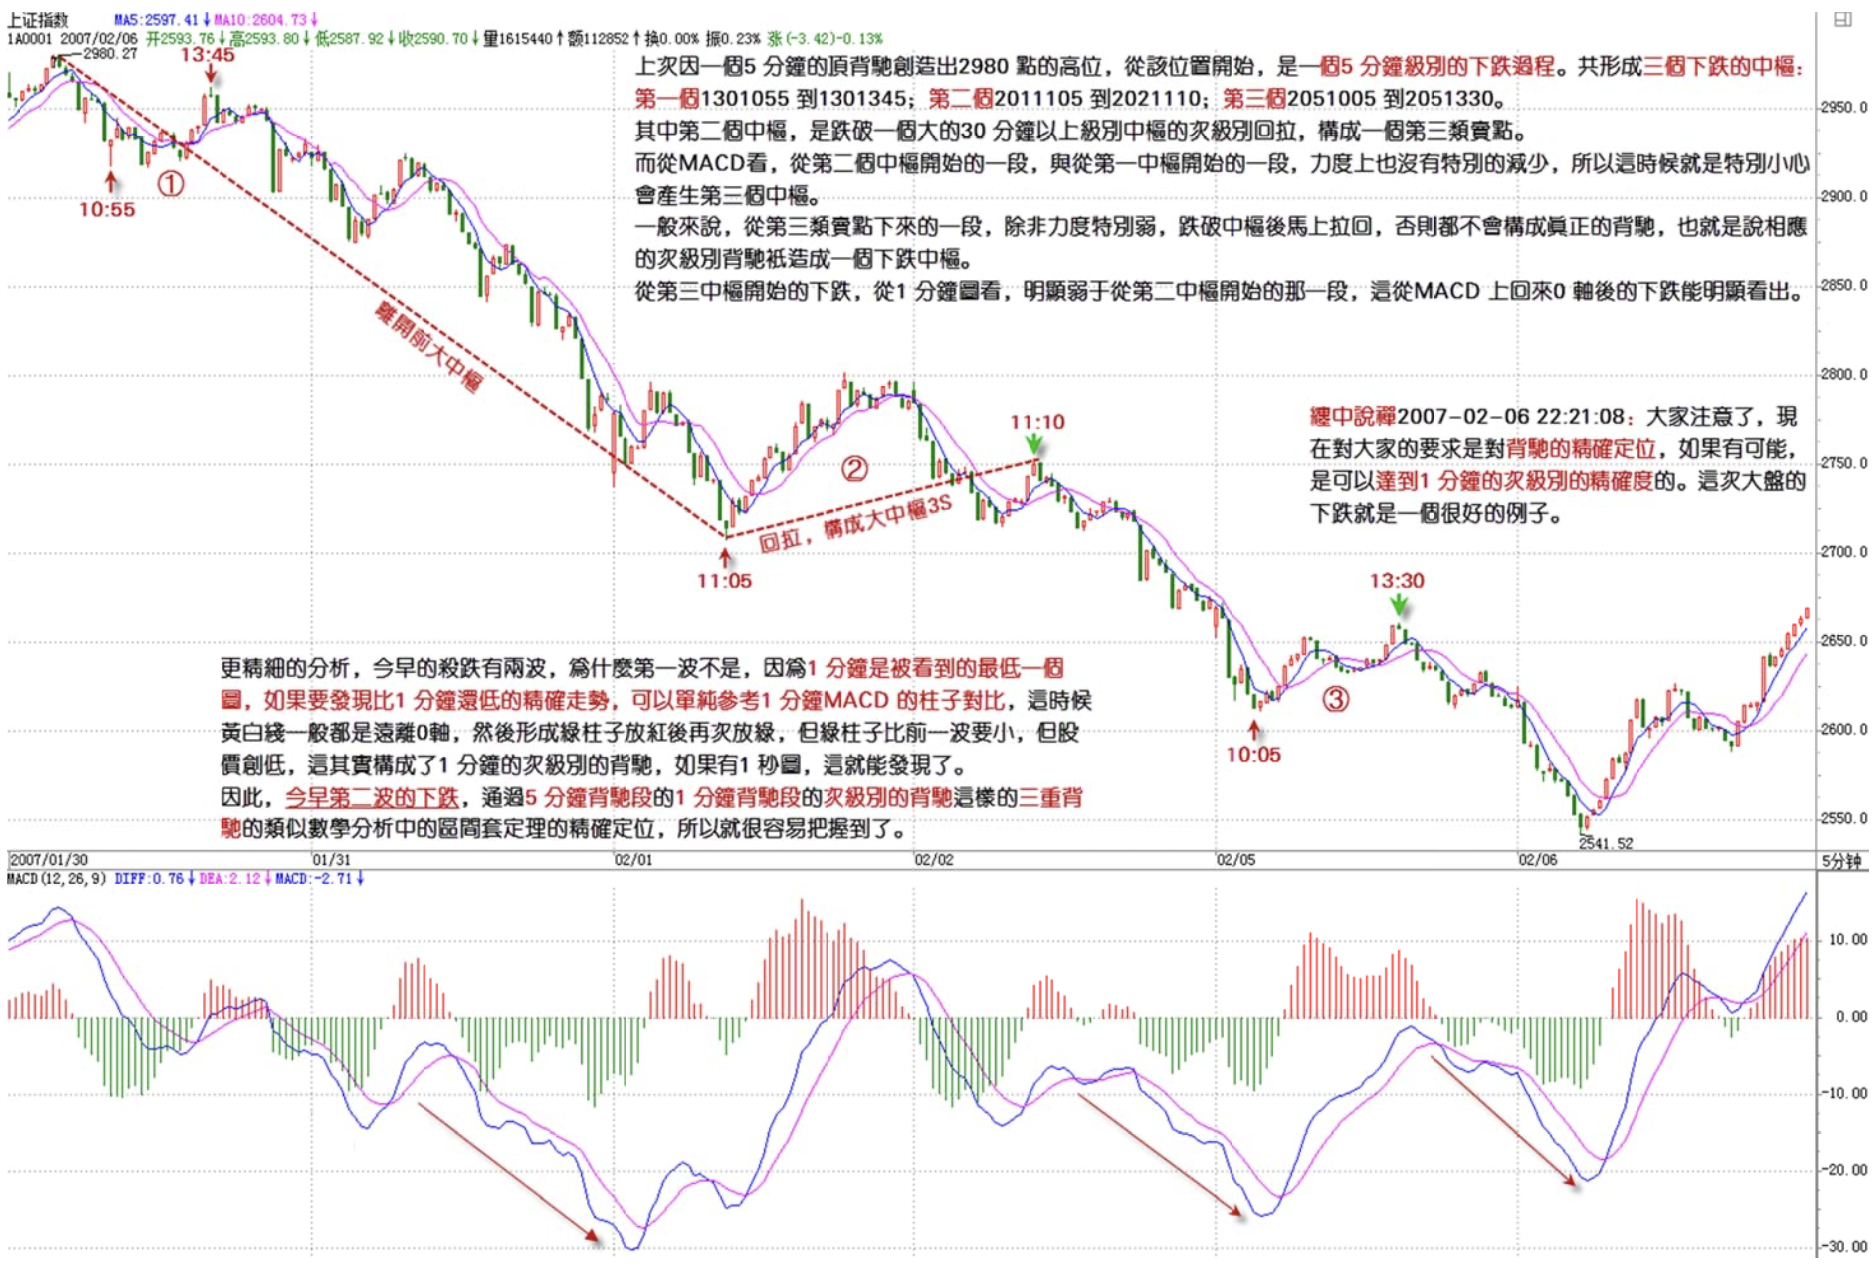 上证指数 MA5:2597.41↓MA10:2604.73↓
1A0001 2007/02/06 开2593.76↓高2593.80↓低2587.92↓收2590.70↓量1615440↑额112852↑换0.00% 振0.23% 涨(-3.42)-0.13%
2980.27
13:45
上次因一個5 分鐘的頂背馳創造出2980 點的高位，從該位置開始，是一個5 分鐘級別的下跌過程。共形成三個下跌的中樞：
第一個1301055 到1301345；第二個2011105 到2021110；第三個2051005 到2051330。
其中第二個中樞，是跌破一個大的30 分鐘以上級別中樞的次級別回拉，構成一個第三類賣點。
而從MACD看，從第二個中樞開始的一段，與從第一中樞開始的一段，力度上也沒有特別的減少，所以這時候就是特別小心
會產生第三個中樞。
一般來說，從第三類賣點下來的一段，除非力度特別弱，跌破中樞後馬上拉回，否則都不會構成眞正的背馳，也就是說相應
的次級別背馳祇造成一個下跌中樞。
從第三中樞開始的下跌，從1 分鐘圖看，明顯弱于從第二中樞開始的那一段，這從MACD 上回來0 軸後的下跌能明顯看出。
①
10:55
離開前大中樞
11:10
②
回拉，構成大中樞3S
11:05
纏中說禪2007-02-06 22:21:08：大家注意了，現
在對大家的要求是對背馳的精確定位，如果有可能，
是可以達到1 分鐘的次級別的精確度的。這次大盤的
下跌就是一個很好的例子。
13:30
③
10:05
更精細的分析，今早的殺跌有兩波，爲什麼第一波不是，因爲1 分鐘是被看到的最低一個
圖，如果要發現比1 分鐘還低的精確走勢，可以單純參考1 分鐘MACD 的柱子對比，這時候
黃白綫一般都是遠離0軸，然後形成綠柱子放紅後再次放綠，但綠柱子比前一波要小，但股
價創低，這其實構成了1 分鐘的次級別的背馳，如果有1 秒圖，這就能發現了。
因此，今早第二波的下跌，通過5 分鐘背馳段的1 分鐘背馳段的次級別的背馳這樣的三重背
馳的類似數學分析中的區間套定理的精確定位，所以就很容易把握到了。
2541.52
2950.0
2900.0
2850.0
2800.0
2750.0
2700.0
2650.0
2600.0
2550.0
2007/01/30 01/31 02/01 02/02 02/05 02/06 5分钟
MACD(12,26,9) DIFF:0.76↓DEA:2.12↓MACD:-2.71↓
10.00
0.00
-10.00
-20.00
-30.00